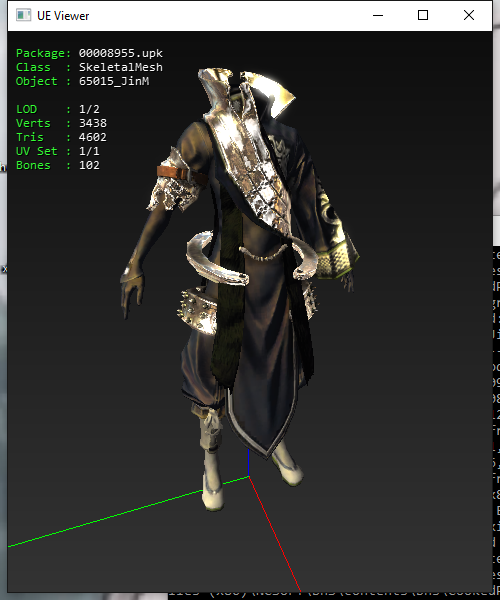 UE Viewer
Package: 00008955.upk
Class : SkeletalMesh
Object : 65015_JinM
LOD : 1/2
Verts : 3438
Tris : 4602
UV Set : 1/1
Bones : 102